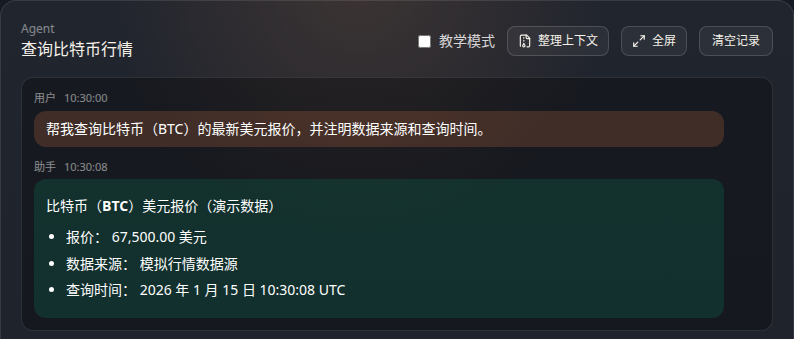 Agent
查询比特币行情
教学模式
整理上下文
全屏
清空记录
用户 10:30:00
帮我查询比特币（BTC）的最新美元报价，并注明数据来源和查询时间。
助手 10:30:08
比特币（BTC）美元报价（演示数据）
• 报价： 67,500.00 美元
• 数据来源： 模拟行情数据源
• 查询时间： 2026 年 1 月 15 日 10:30:08 UTC